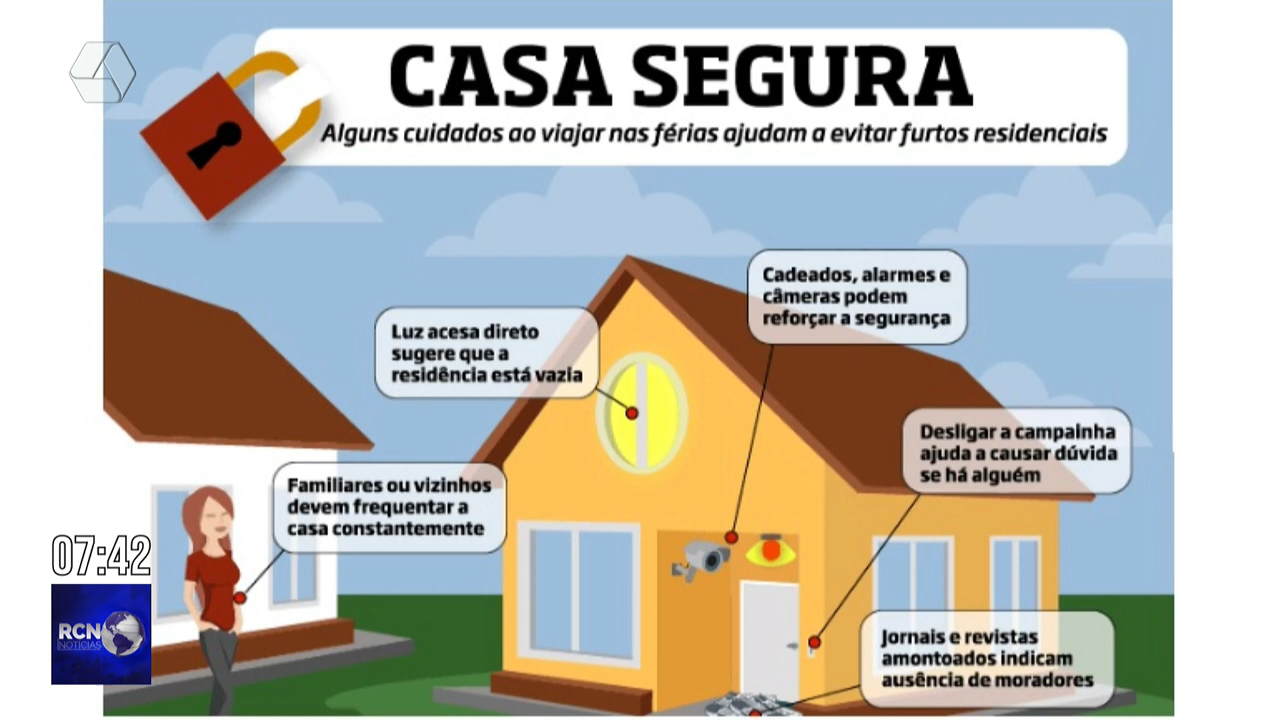 CASA SEGURA
Alguns cuidados ao viajar nas férias ajudam a evitar furtos residenciais
Cadeados, alarmes e
câmeras podem
reforçar a segurança
Luz acesa direto
sugere que a
residência está vazia
Desligar a campainha
ajuda a causar dúvida
se há alguém
Familiares ou vizinhos
devem frequentar a
casa constantemente
07:42
RCN
NOTÍCIAS
Jornais e revistas
amontoados indicam
ausência de moradores